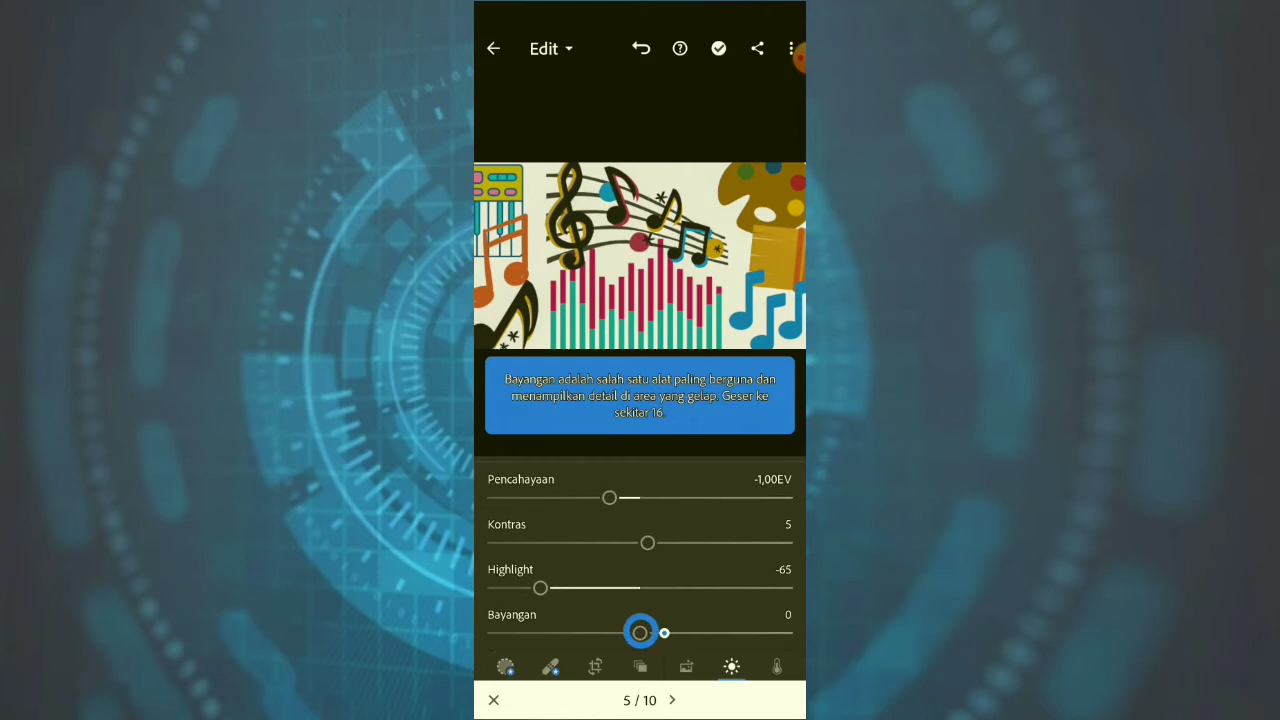 Edit
Bayangan adalah salah satu alat paling berguna dan
menampilkan detail di area yang gelap. Geser ke
sekitar 16.
Pencahayaan -1,00EV
Kontras 5
Highlight -65
Bayangan 0
5 / 10